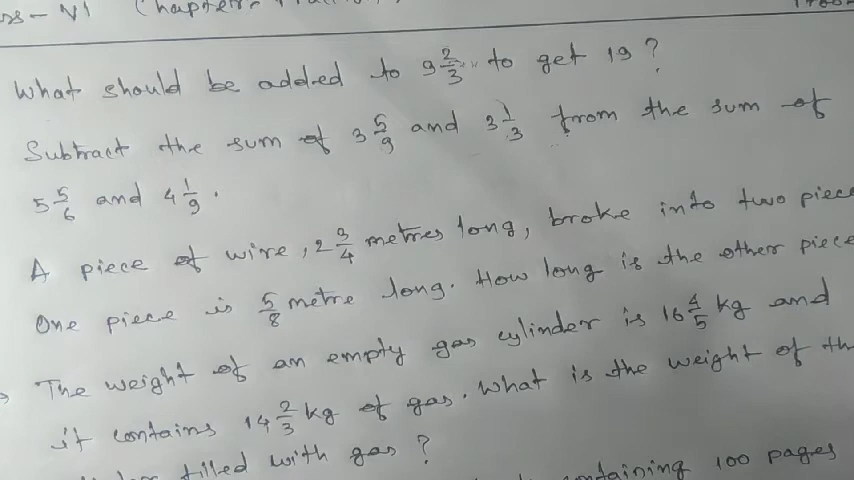 VI Chapter-
What should be added to 9 2/3 to get 19?
Subtract the sum of 3 5/9 and 3 1/3 from the sum of
5 5/6 and 4 1/9.
A piece of wire, 2 3/4 metres long, broke into two piece
One piece is 5/8 metre long. How long is the other piece
The weight of an empty gas cylinder is 16 4/5 kg and
it contains 14 2/3 kg of gas. What is the weight of th
filled with gas?
containing 100 pages